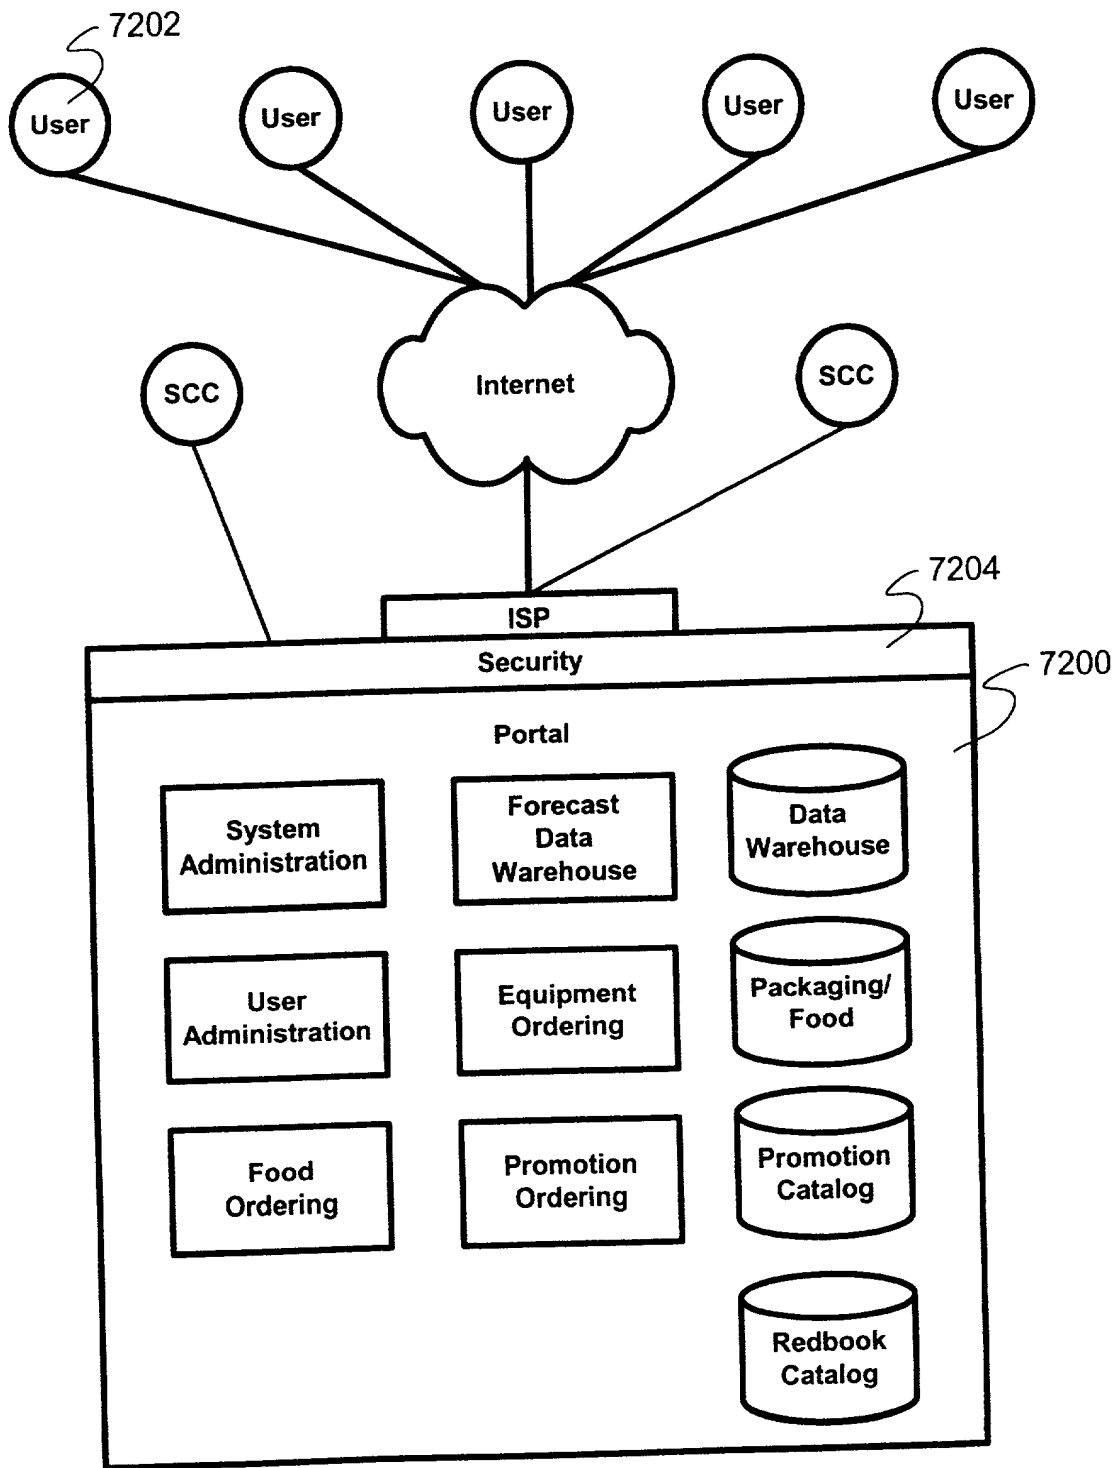 7202
User
User
User
User
User
Internet
SCC
SCC
ISP
7204
Security
7200
Portal
System
Administration
Forecast
Data
Warehouse
Data
Warehouse
User
Administration
Equipment
Ordering
Packaging/
Food
Food
Ordering
Promotion
Ordering
Promotion
Catalog
Redbook
Catalog